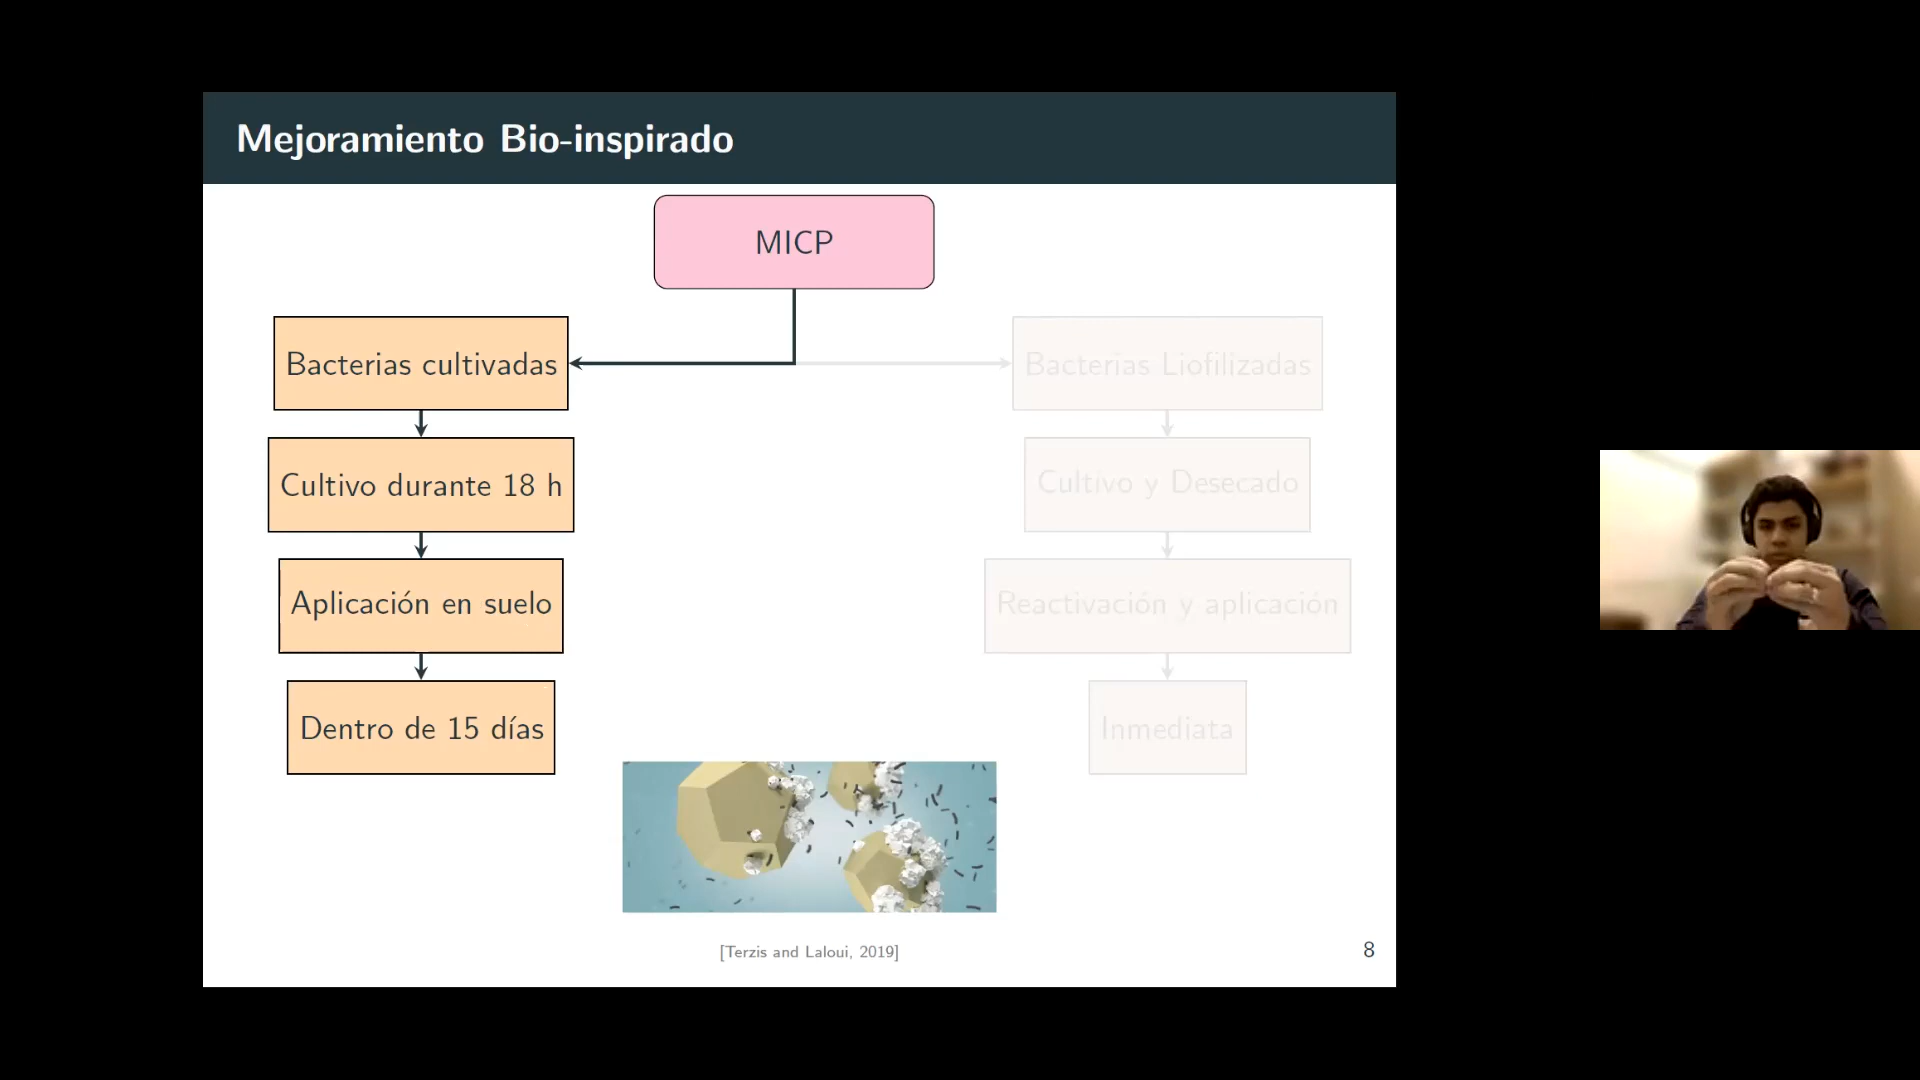 Mejoramiento Bio-inspirado
MICP
Bacterias cultivadas
Cultivo durante 18 h
Aplicación en suelo
Dentro de 15 días
Bacterias Liofilizadas
Cultivo y Desecado
Reactivación y aplicación
Inmediata
[Terzis and Laloui, 2019]
8